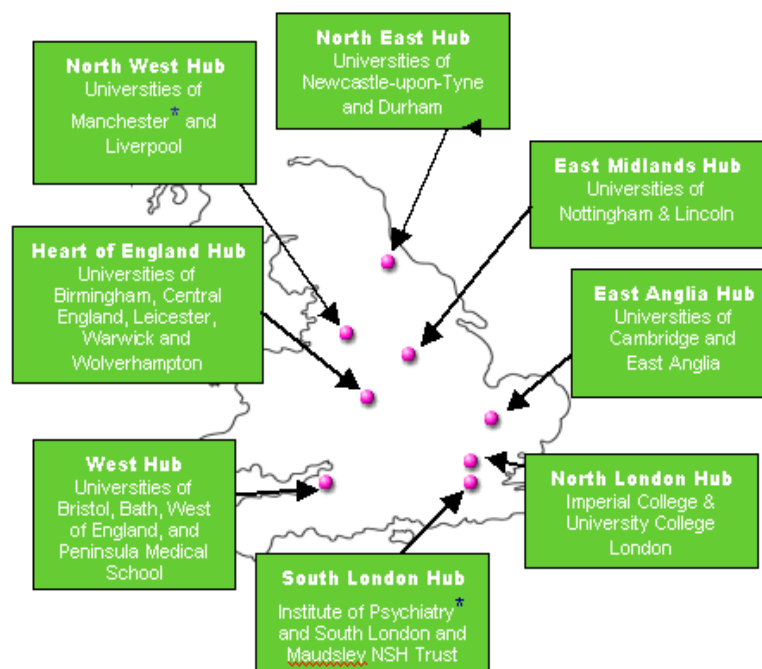 North West Hub
Universities of
Manchester* and
Liverpool
North East Hub
Universities of
Newcastle-upon-Tyne
and Durham
East Midlands Hub
Universities of
Nottingham & Lincoln
Heart of England Hub
Universities of
Birmingham, Central
England, Leicester,
Warwick and
Wolverhampton
East Anglia Hub
Universities of
Cambridge and
East Anglia
West Hub
Universities of
Bristol, Bath, West
of England, and
Peninsula Medical
School
North London Hub
Imperial College &
University College
London
South London Hub
Institute of Psychiatry*
and South London and
Maudsley NSH Trust